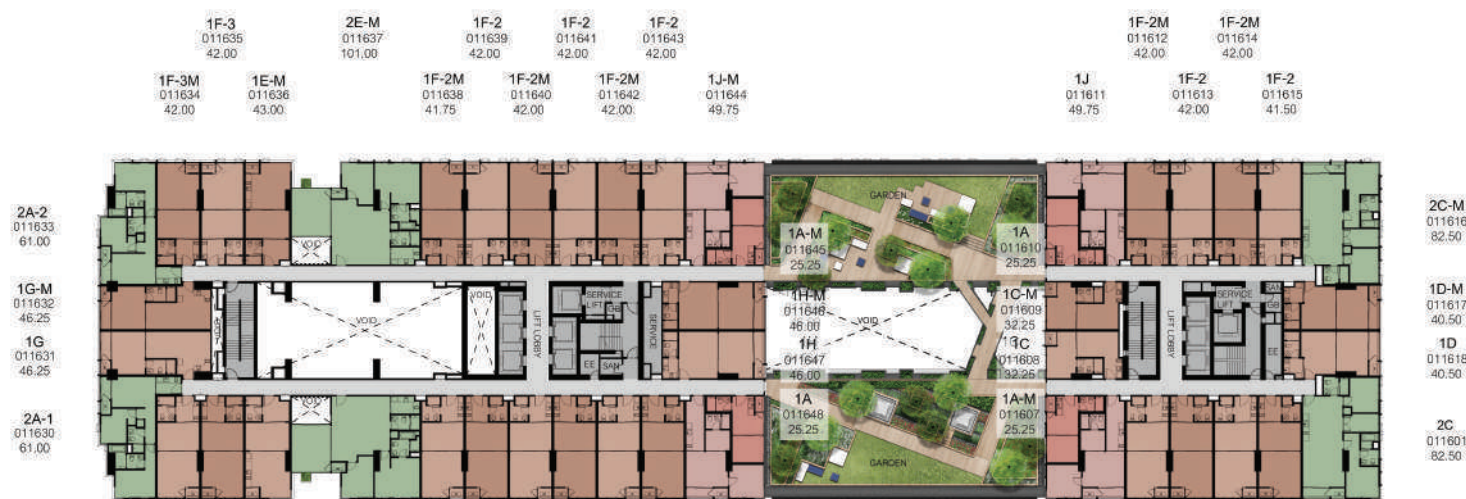 1F-3
011635
42.00
2E-M
011637
101.00
1F-2
011639
42.00
1F-2
011641
42.00
1F-2
011643
42.00
1F-2M
011612
42.00
1F-2M
011614
42.00
1F-3M
011634
42.00
1E-M
011636
43.00
1F-2M
011638
41.75
1F-2M
011640
42.00
1F-2M
011642
42.00
1J-M
011644
49.75
1J
011611
49.75
1F-2
011613
42.00
1F-2
011615
41.50
2A-2
011633
61.00
1G-M
011632
46.25
1G
011631
46.25
2A-1
011630
61.00
VOID
VOID
VOID
VOID
VOID
LIFT LOBBY
SERVICE
LIFT
GB
EE
SAN
SERVICE
GARDEN
1A-M
011645
25.25
1A
011610
25.25
1H-M
011646
46.00
VOID
1C-M
011609
32.25
1H
011647
46.00
1C
011608
32.25
1A
011648
25.25
1A-M
011607
25.25
GARDEN
LIFT LOBBY
SERVICE
LIFT
SAN
GB
EE
2C-M
011616
82.50
1D-M
011617
40.50
1D
011618
40.50
2C
011601
82.50